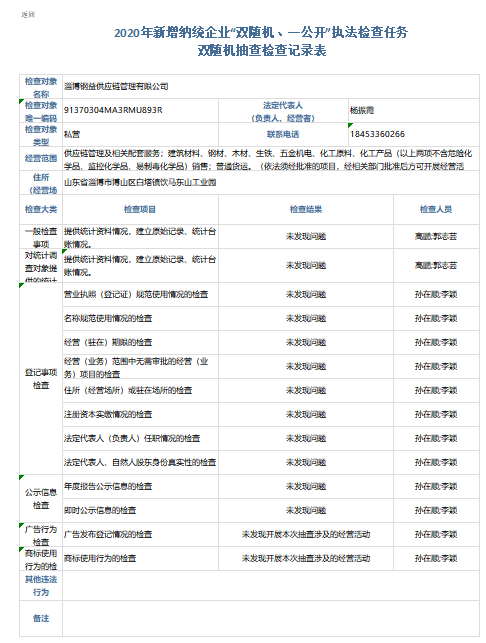 返回
2020年新增纳统企业“双随机、一公开”执法检查任务
双随机抽查检查记录表
检查对象
名称
淄博钢益供应链管理有限公司
检查对象
唯一编码
91370304MA3RMU893R
法定代表人
（负责人、经营者）
杨振霞
检查对象
类型
私营
联系电话
18453360266
经营范围
供应链管理及相关配套服务；建筑材料、钢材、木材、生铁、五金机电、化工原料、化工产品（以上两项不含危险化
学品、监控化学品、易制毒化学品）销售；普通货运。（依法须经批准的项目，经相关部门批准后方可开展经营活
住所
（经营场
山东省淄博市博山区白塔镇饮马东山工业园
检查大类
检查项目
检查结果
检查人员
一般检查
事项
提供统计资料情况，建立原始记录、统计台
账情况。
未发现问题
高鹏;郭志芸
对统计调
查对象提
供的统计
提供统计资料情况，建立原始记录、统计台
账情况。
未发现问题
高鹏;郭志芸
登记事项
检查
营业执照（登记证）规范使用情况的检查
未发现问题
孙在顺;李颖
名称规范使用情况的检查
未发现问题
孙在顺;李颖
经营（驻在）期限的检查
未发现问题
孙在顺;李颖
经营（业务）范围中无需审批的经营（业
务）项目的检查
未发现问题
孙在顺;李颖
住所（经营场所）或驻在场所的检查
未发现问题
孙在顺;李颖
注册资本实缴情况的检查
未发现问题
孙在顺;李颖
法定代表人（负责人）任职情况的检查
未发现问题
孙在顺;李颖
法定代表人、自然人股东身份真实性的检查
未发现问题
孙在顺;李颖
公示信息
检查
年度报告公示信息的检查
未发现问题
孙在顺;李颖
即时公示信息的检查
未发现问题
孙在顺;李颖
广告行为
检查
广告发布登记情况的检查
未发现开展本次抽查涉及的经营活动
孙在顺;李颖
商标使用
行为的检
商标使用行为的检查
未发现开展本次抽查涉及的经营活动
孙在顺;李颖
其他违法
行为
备注